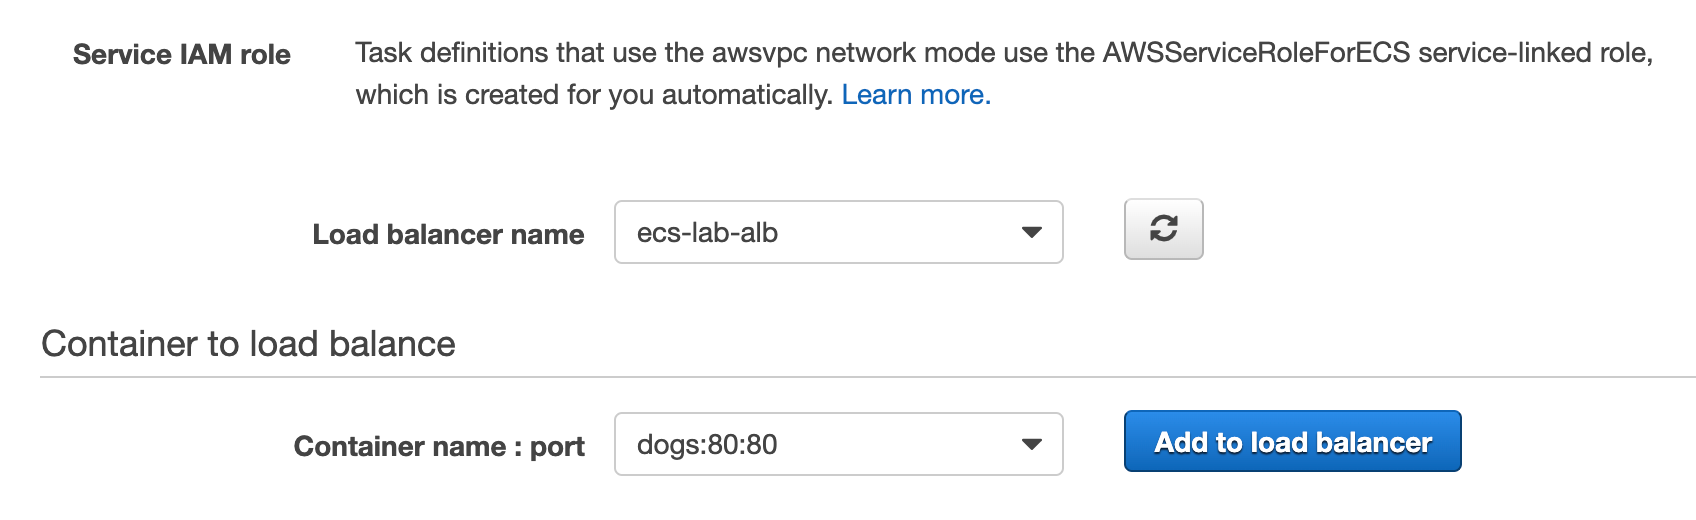 Service IAM role
Task definitions that use the awsvpc network mode use the AWSServiceRoleForECS service-linked role,
which is created for you automatically. Learn more.
Load balancer name
ecs-lab-alb
Container to load balance
Container name : port
dogs:80:80
Add to load balancer